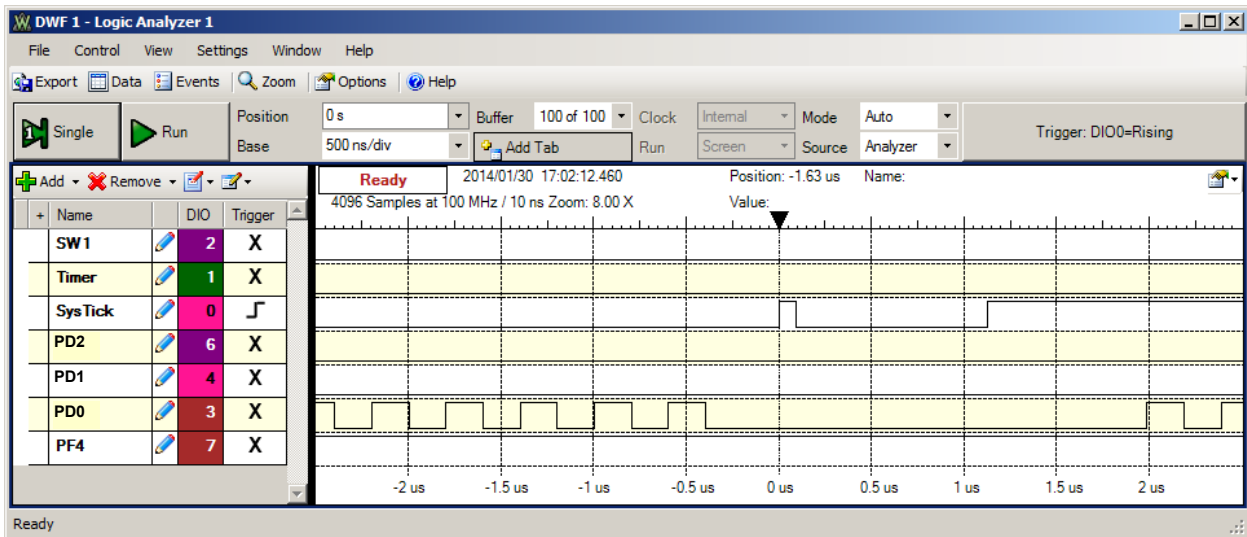 DWF 1 - Logic Analyzer 1
File Control View Settings Window Help
Export Data Events Zoom Options Help
Single Run Position 0 s Buffer 100 of 100 Clock Internal Mode Auto Trigger: DIO0=Rising
Base 500 ns/div Add Tab Run Screen Source Analyzer
Add Remove Ready 2014/01/30 17:02:12.460 Position: -1.63 us Name:
4096 Samples at 100 MHz / 10 ns Zoom: 8.00 X Value:
+ Name DIO Trigger
SW1 2 X
Timer 1 X
SysTick 0
PD2 6 X
PD1 4 X
PD0 3 X
PF4 7 X
-2 us -1.5 us -1 us -0.5 us 0 us 0.5 us 1 us 1.5 us 2 us
Ready